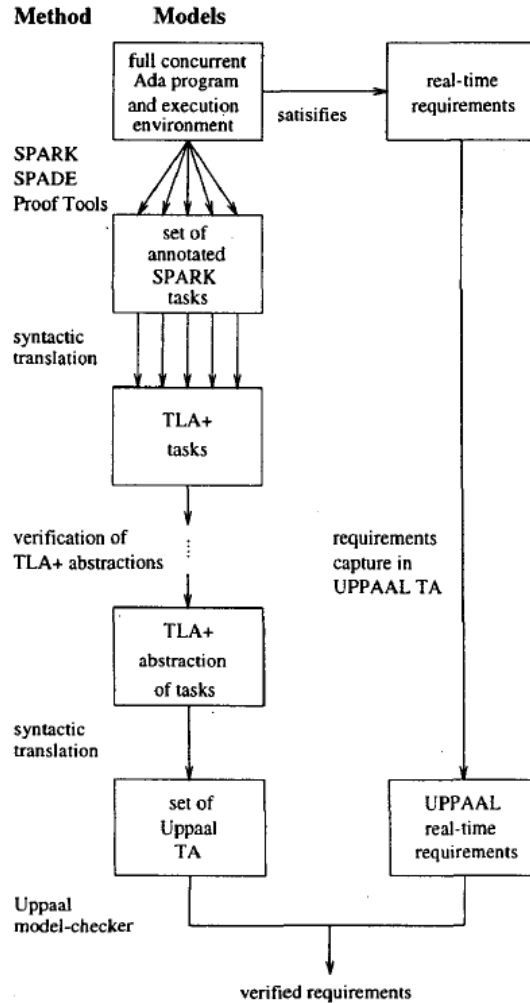 Method Models
full concurrent
Ada program
and execution
environment
satisifies
real-time
requirements
SPARK
SPADE
Proof Tools
set of
annotated
SPARK
tasks
syntactic
translation
TLA+
tasks
verification of
TLA+ abstractions
requirements
capture in
UPPAAL TA
TLA+
abstraction
of tasks
syntactic
translation
set of
Uppaal
TA
UPPAAL
real-time
requirements
Uppaal
model-checker
verified requirements